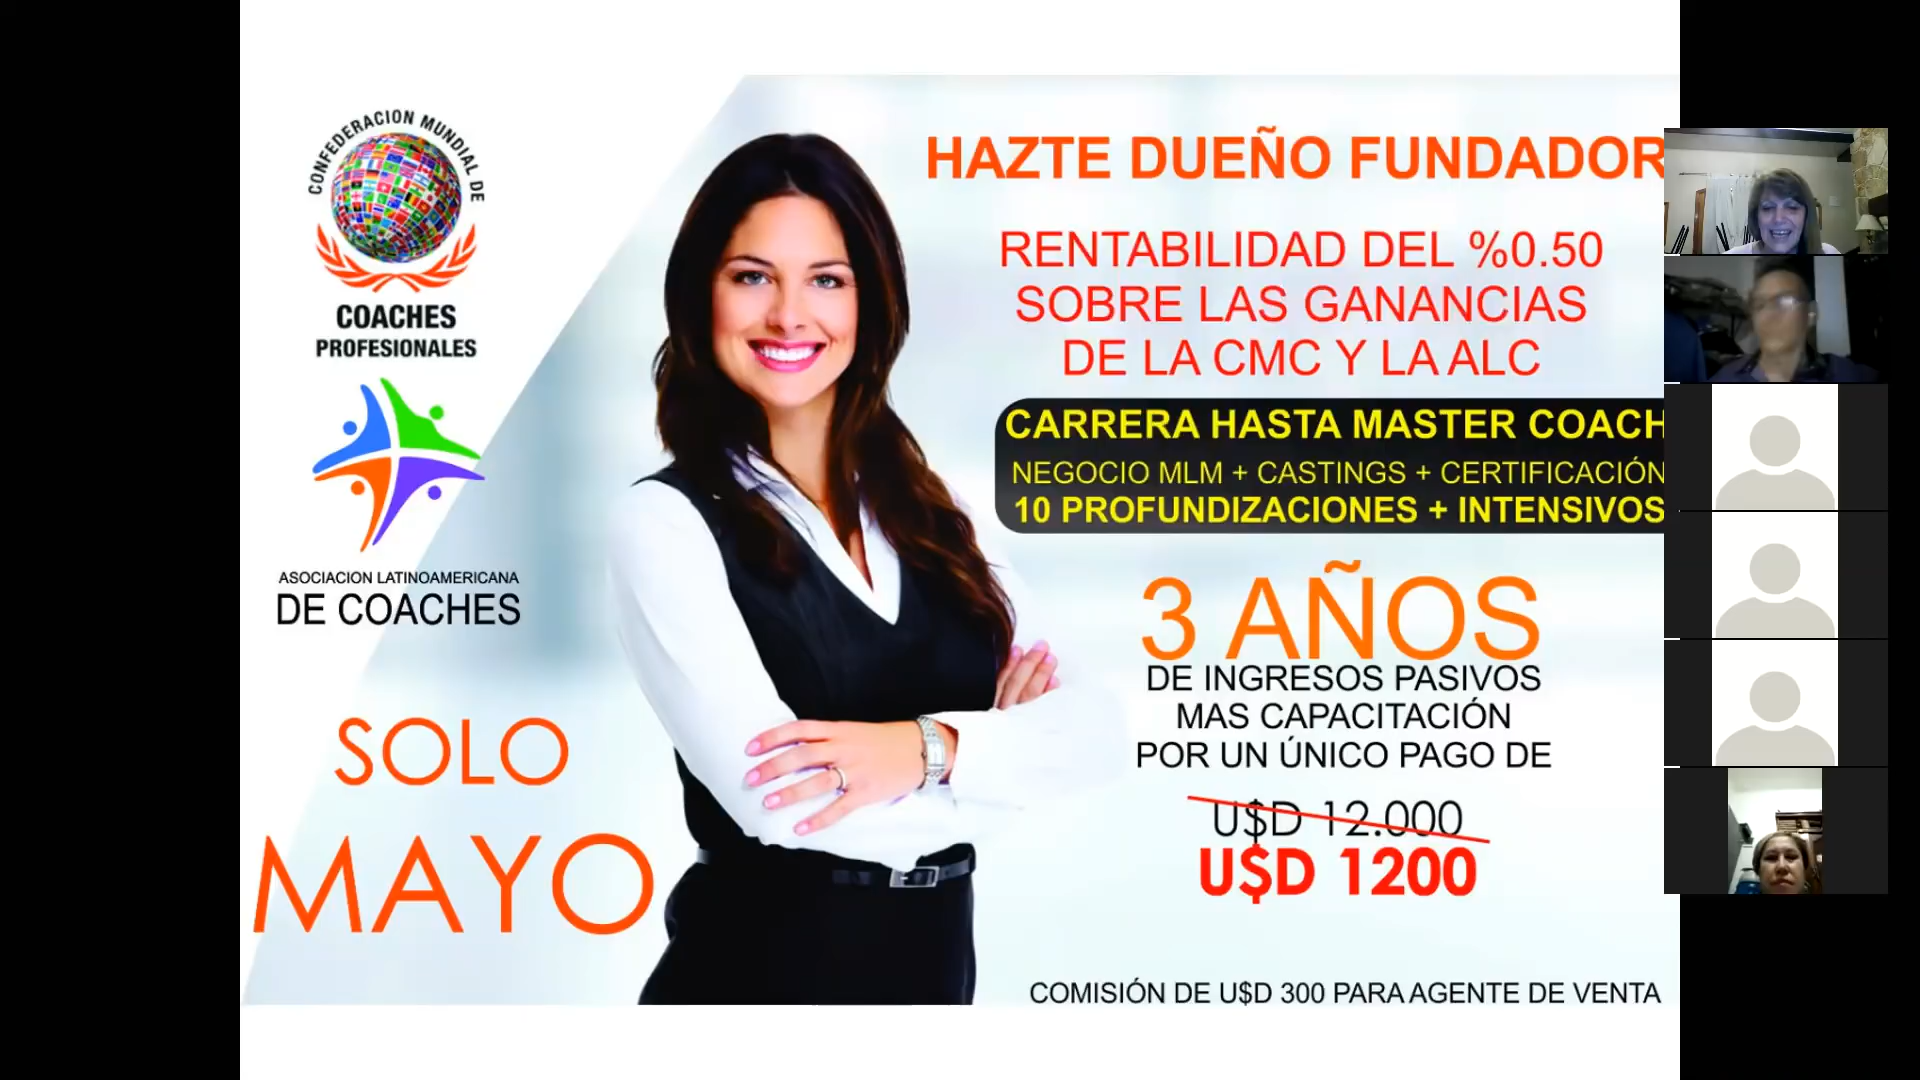 CONFEDERACION MUNDIAL DE
COACHES
PROFESIONALES
ASOCIACION LATINOAMERICANA
DE COACHES
SOLO
MAYO
HAZTE DUEÑO FUNDADOR
RENTABILIDAD DEL %0.50
SOBRE LAS GANANCIAS
DE LA CMC Y LA ALC
CARRERA HASTA MASTER COACH
NEGOCIO MLM + CASTINGS + CERTIFICACIÓN
10 PROFUNDIZACIONES + INTENSIVOS
3 AÑOS
DE INGRESOS PASIVOS
MAS CAPACITACIÓN
POR UN ÚNICO PAGO DE
U$D 12.000
U$D 1200
COMISIÓN DE U$D 300 PARA AGENTE DE VENTA